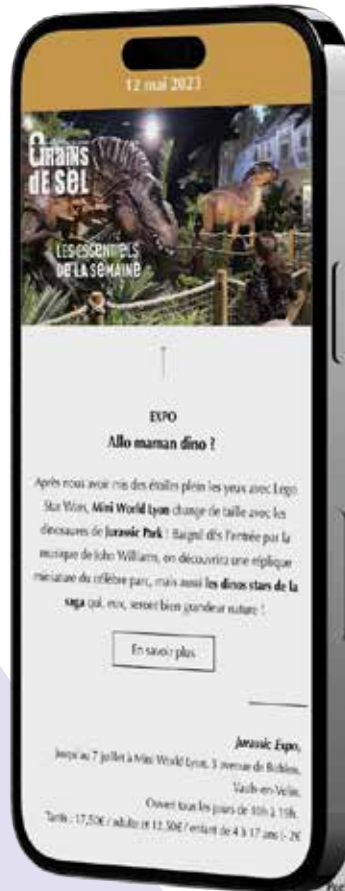 12 mai 2023
GRAINS
DE SEL
LES ESSENTIELS
DE LA SEMAINE
EXPO
Allo maman dino ?
Après nous avoir mis des étoiles plein les yeux avec Lego
Star Wars, Mini World Lyon change de taille avec les
dinosaures de Jurassic Park ! Baigné dès l'entrée par la
musique de John Williams, on découvrira une réplique
miniature du célèbre parc, mais aussi les dinos stars de la
saga qui, eux, seront bien grandeur nature !
En savoir plus
Jurassic Expo,
Jusqu'au 7 juillet à Mini World Lyon, 3 avenue de Bohlen,
Vaulx-en-Velin.
Ouvert tous les jours de 10h à 19h.
Tarifs : 17,50€ / adulte et 12,50€ / enfant de 4 à 17 ans (- 2€